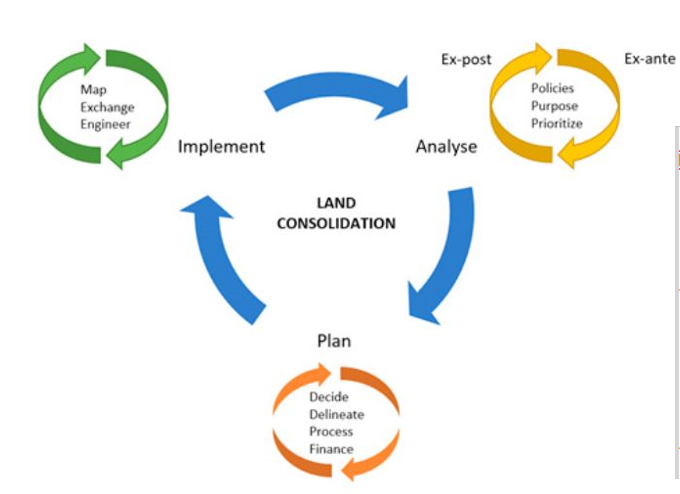 Ex-post
Ex-ante
Map
Exchange
Engineer
Policies
Purpose
Prioritize
Implement
Analyse
LAND
CONSOLIDATION
Plan
Decide
Delineate
Process
Finance